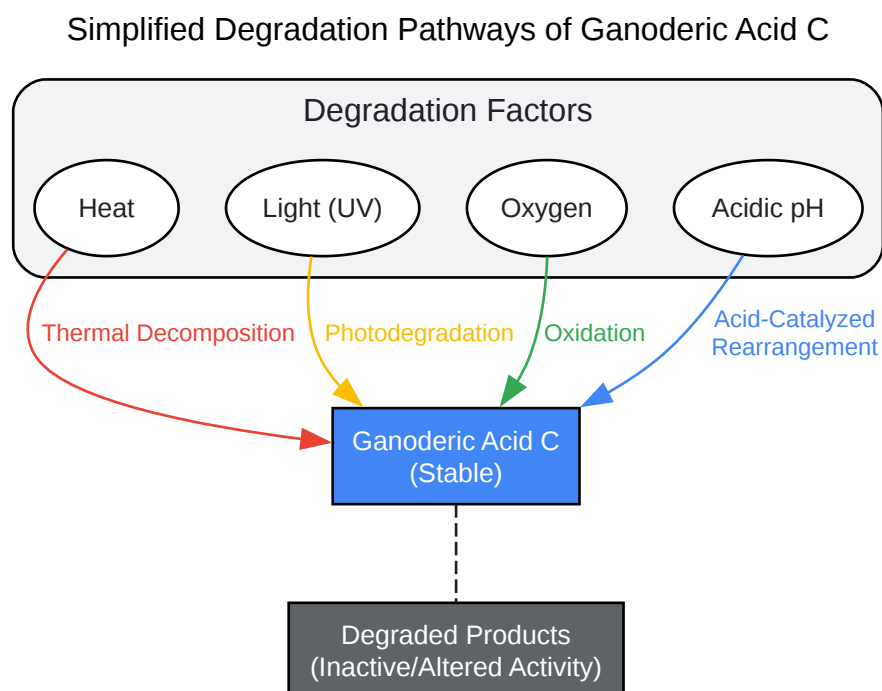 Simplified Degradation Pathways of Ganoderic Acid C
Degradation Factors
Heat
Light (UV)
Oxygen
Acidic pH
Thermal Decomposition
Photodegradation
Oxidation
Acid-Catalyzed
Rearrangement
Ganoderic Acid C
(Stable)
Degraded Products
(Inactive/Altered Activity)